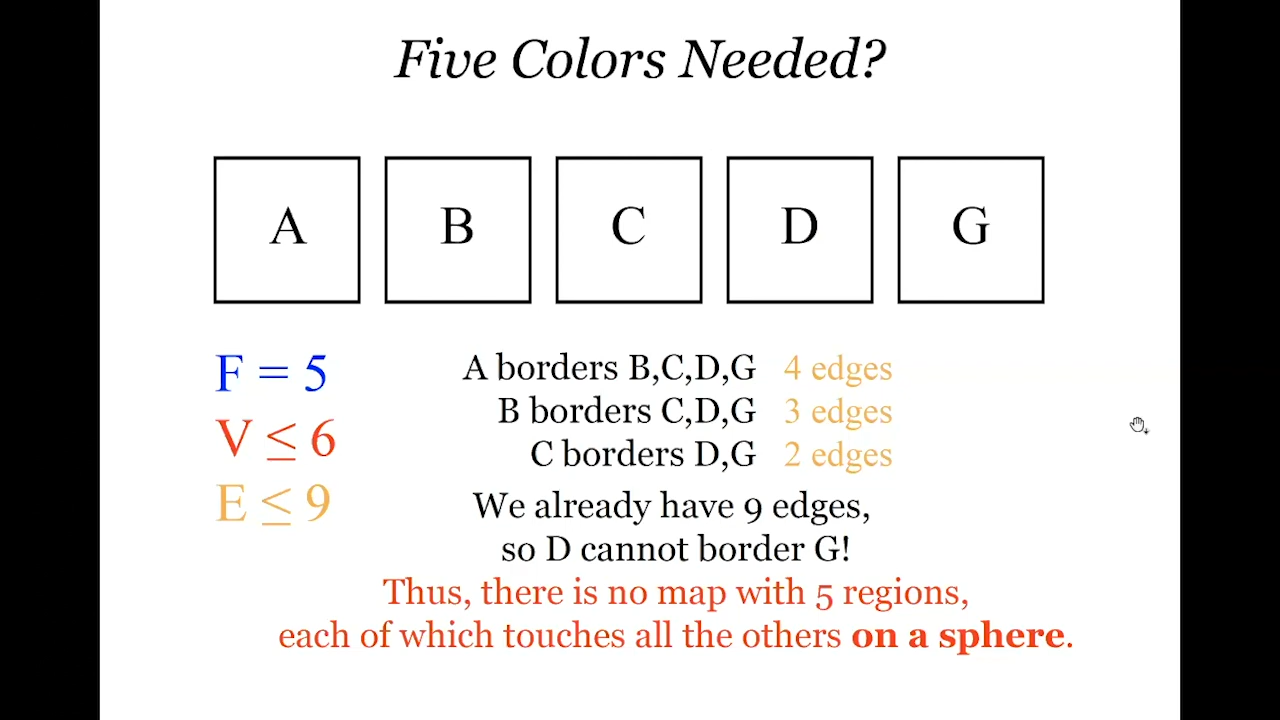 Five Colors Needed?
A B C D G
F = 5
V ≤ 6
E ≤ 9
A borders B,C,D,G 4 edges
B borders C,D,G 3 edges
C borders D,G 2 edges
We already have 9 edges,
so D cannot border G!
Thus, there is no map with 5 regions,
each of which touches all the others on a sphere.